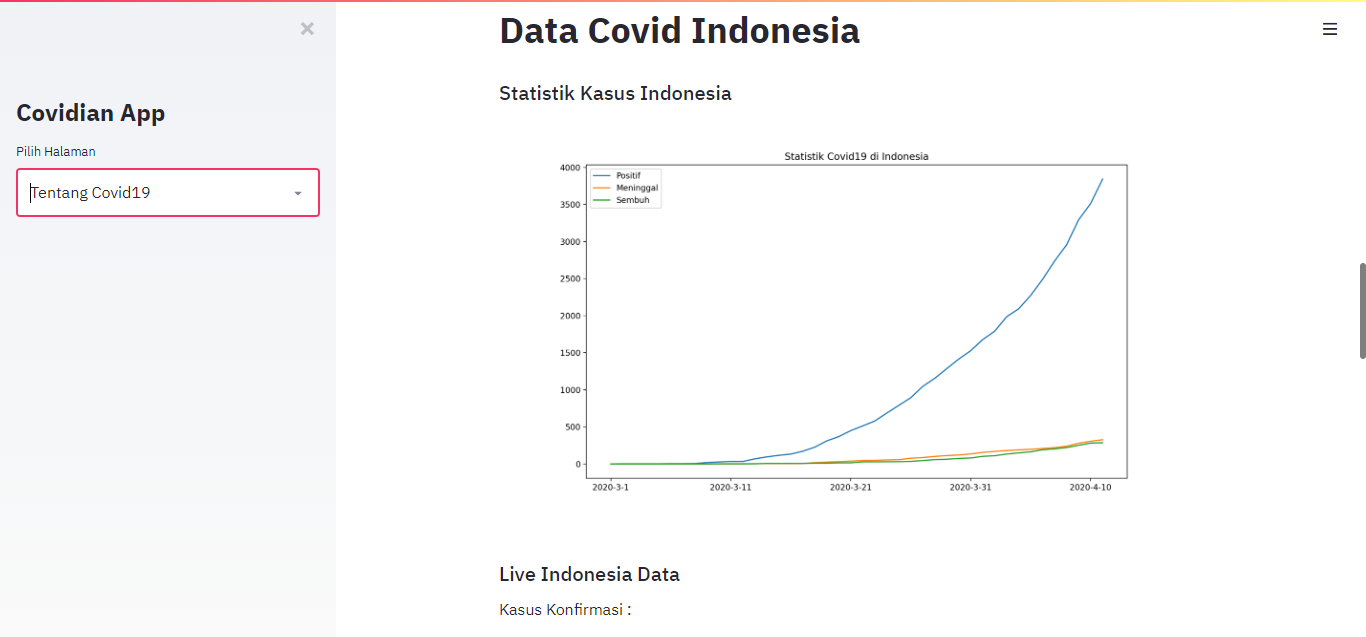 ×
Covidian App
Pilih Halaman
Tentang Covid19
Data Covid Indonesia
Statistik Kasus Indonesia
Statistik Covid19 di Indonesia
Positif
Meninggal
Sembuh
4000
3500
3000
2500
2000
1500
1000
500
0
2020-3-1 2020-3-11 2020-3-21 2020-3-31 2020-4-10
Live Indonesia Data
Kasus Konfirmasi :